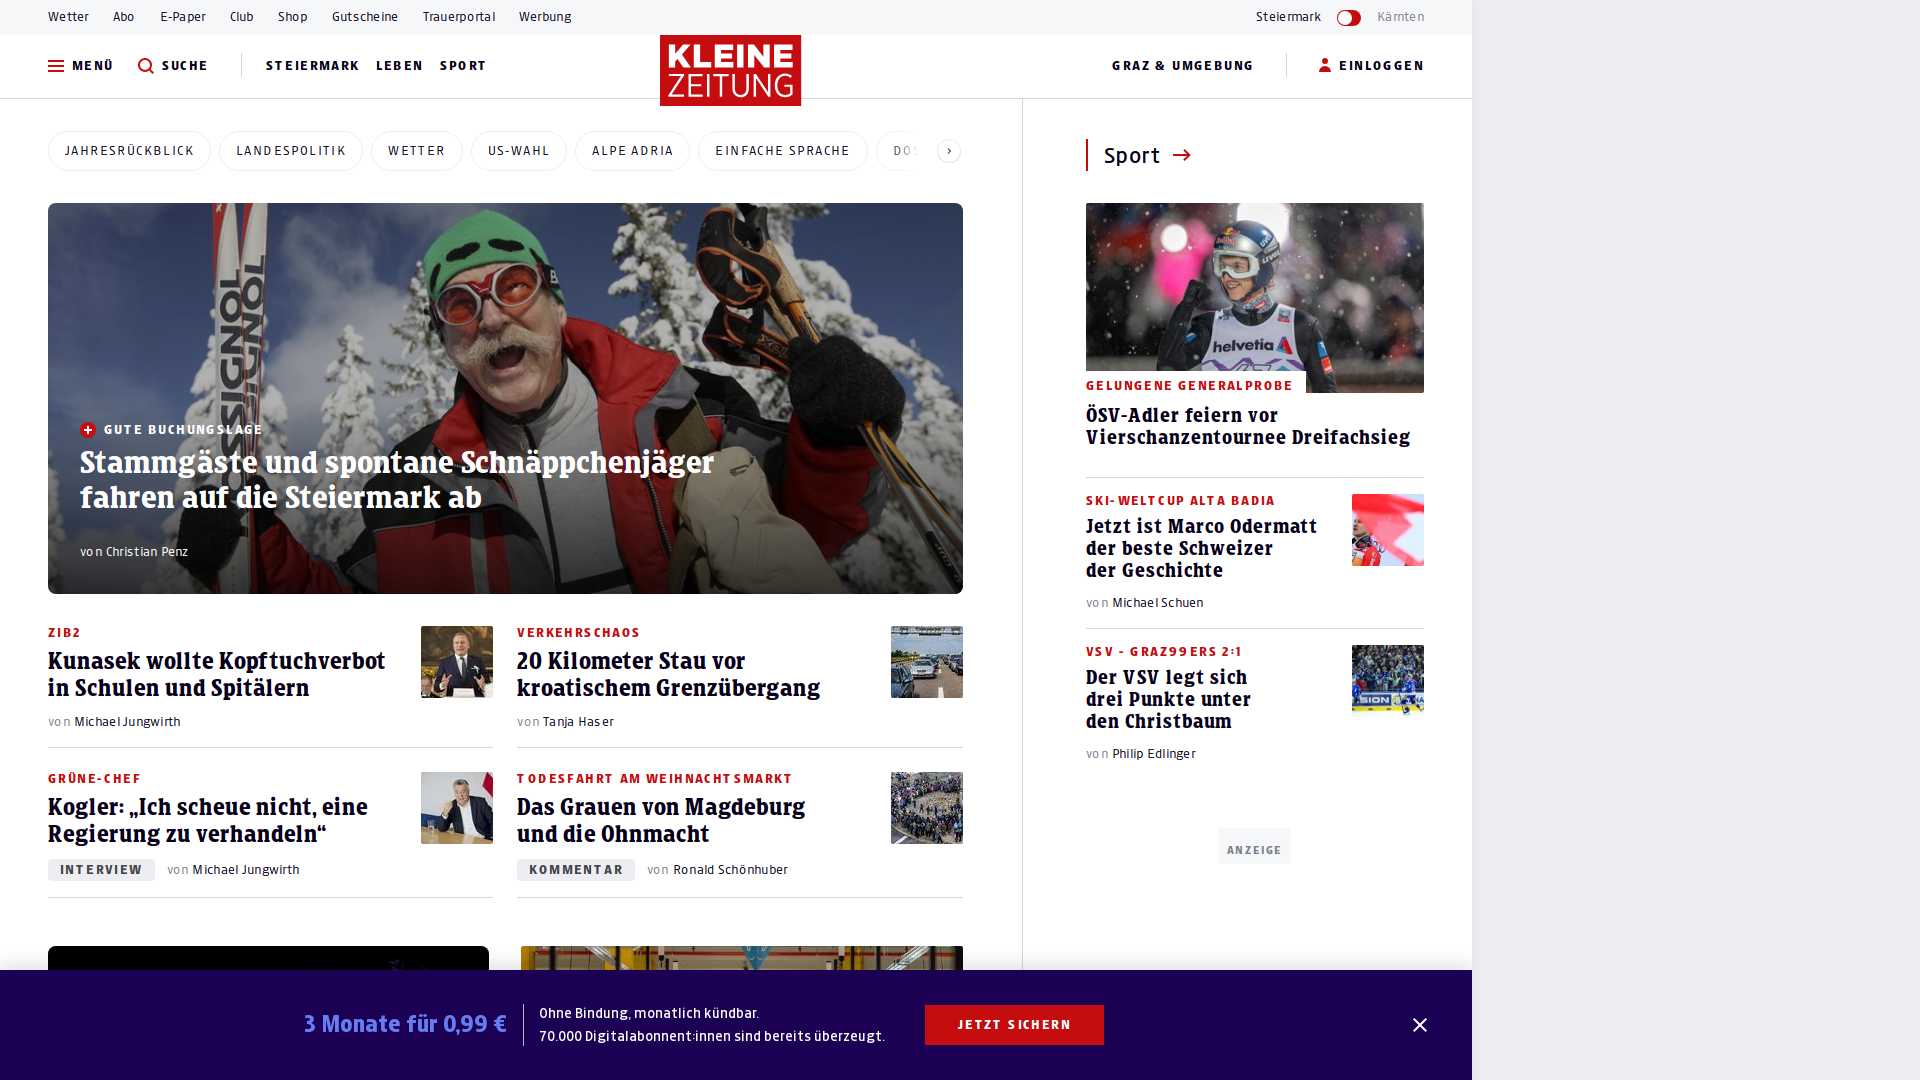 Wetter Abo E-Paper Club Shop Gutscheine Trauerportal Werbung
Steiermark Kärnten
MENÜ SUCHE STEIERMARK LEBEN SPORT
KLEINE
ZEITUNG
GRAZ & UMGEBUNG EINLOGGEN
JAHRESRÜCKBLICK LANDESPOLITIK WETTER US-WAHL ALPE ADRIA EINFACHE SPRACHE
ROSSIGNOL
GUTE BUCHUNGSLAGE
Stammgäste und spontane Schnäppchenjäger
fahren auf die Steiermark ab
von Christian Penz
ZIB2
Kunasek wollte Kopftuchverbot
in Schulen und Spitälern
von Michael Jungwirth
VERKEHRSCHAOS
20 Kilometer Stau vor
kroatischem Grenzübergang
von Tanja Haser
GRÜNE-CHEF
Kogler: „Ich scheue nicht, eine
Regierung zu verhandeln“
INTERVIEW von Michael Jungwirth
TODESFAHRT AM WEIHNACHTSMARKT
Das Grauen von Magdeburg
und die Ohnmacht
KOMMENTAR von Ronald Schönhuber
Sport
helvetia
GELUNGENE GENERALPROBE
ÖSV-Adler feiern vor
Vierschanzentournee Dreifachsieg
SKI-WELTCUP ALTA BADIA
Jetzt ist Marco Odermatt
der beste Schweizer
der Geschichte
von Michael Schuen
VSV - GRAZ99ERS 2:1
Der VSV legt sich
drei Punkte unter
den Christbaum
von Philip Edlinger
ANZEIGE
3 Monate für 0,99 €
Ohne Bindung, monatlich kündbar.
70.000 Digitalabonnent:innen sind bereits überzeugt.
JETZT SICHERN